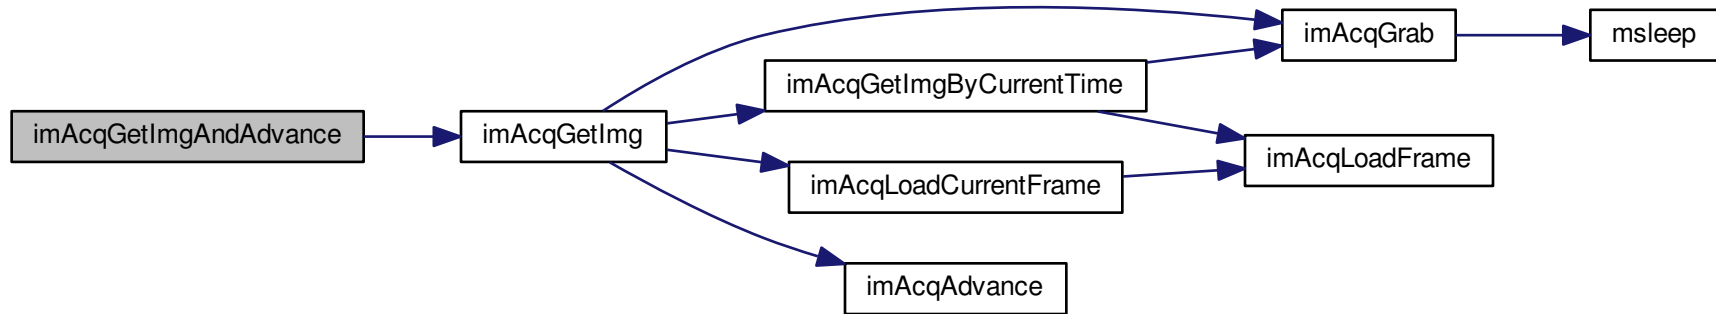 imAcqGetImgAndAdvance
imAcqGetImg
imAcqGetImgByCurrentTime
imAcqLoadCurrentFrame
imAcqAdvance
imAcqGrab
imAcqLoadFrame
msleep